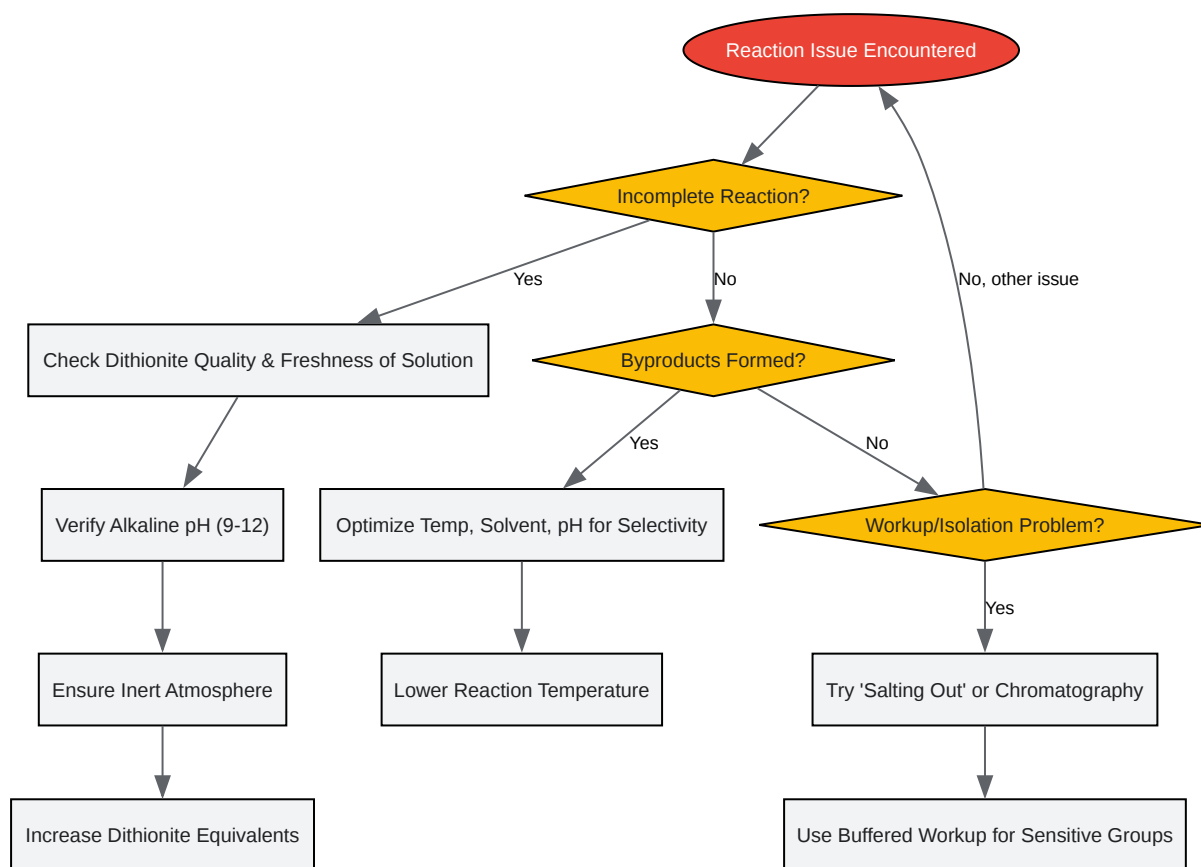 Reaction Issue Encountered
Incomplete Reaction?
No, other issue
Yes
No
Check Dithionite Quality & Freshness of Solution
Byproducts Formed?
Yes
No
Verify Alkaline pH (9-12)
Optimize Temp, Solvent, pH for Selectivity
Workup/Isolation Problem?
Yes
Ensure Inert Atmosphere
Lower Reaction Temperature
Try 'Salting Out' or Chromatography
Increase Dithionite Equivalents
Use Buffered Workup for Sensitive Groups